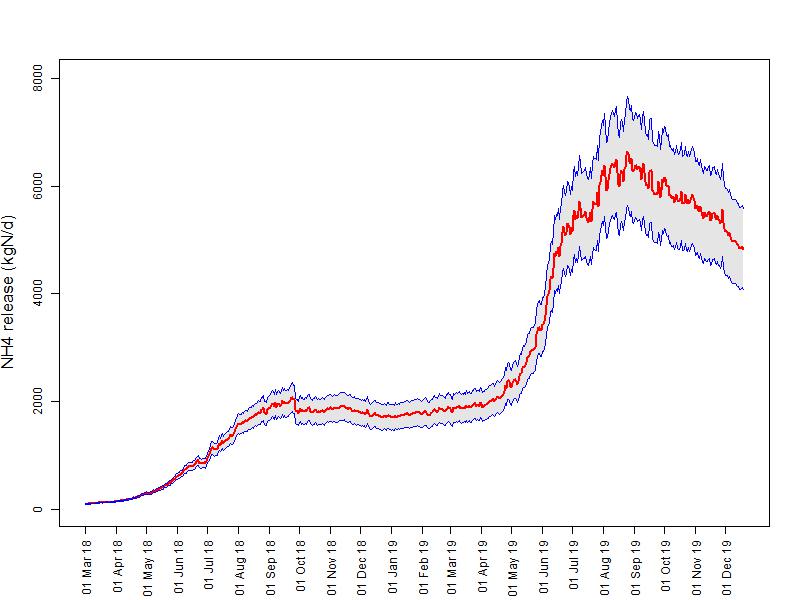 NH4 release (kgN/d)
8000
6000
4000
2000
0
01 Mar 18
01 Apr 18
01 May 18
01 Jun 18
01 Jul 18
01 Aug 18
01 Sep 18
01 Oct 18
01 Nov 18
01 Dec 18
01 Jan 19
01 Feb 19
01 Mar 19
01 Apr 19
01 May 19
01 Jun 19
01 Jul 19
01 Aug 19
01 Sep 19
01 Oct 19
01 Nov 19
01 Dec 19